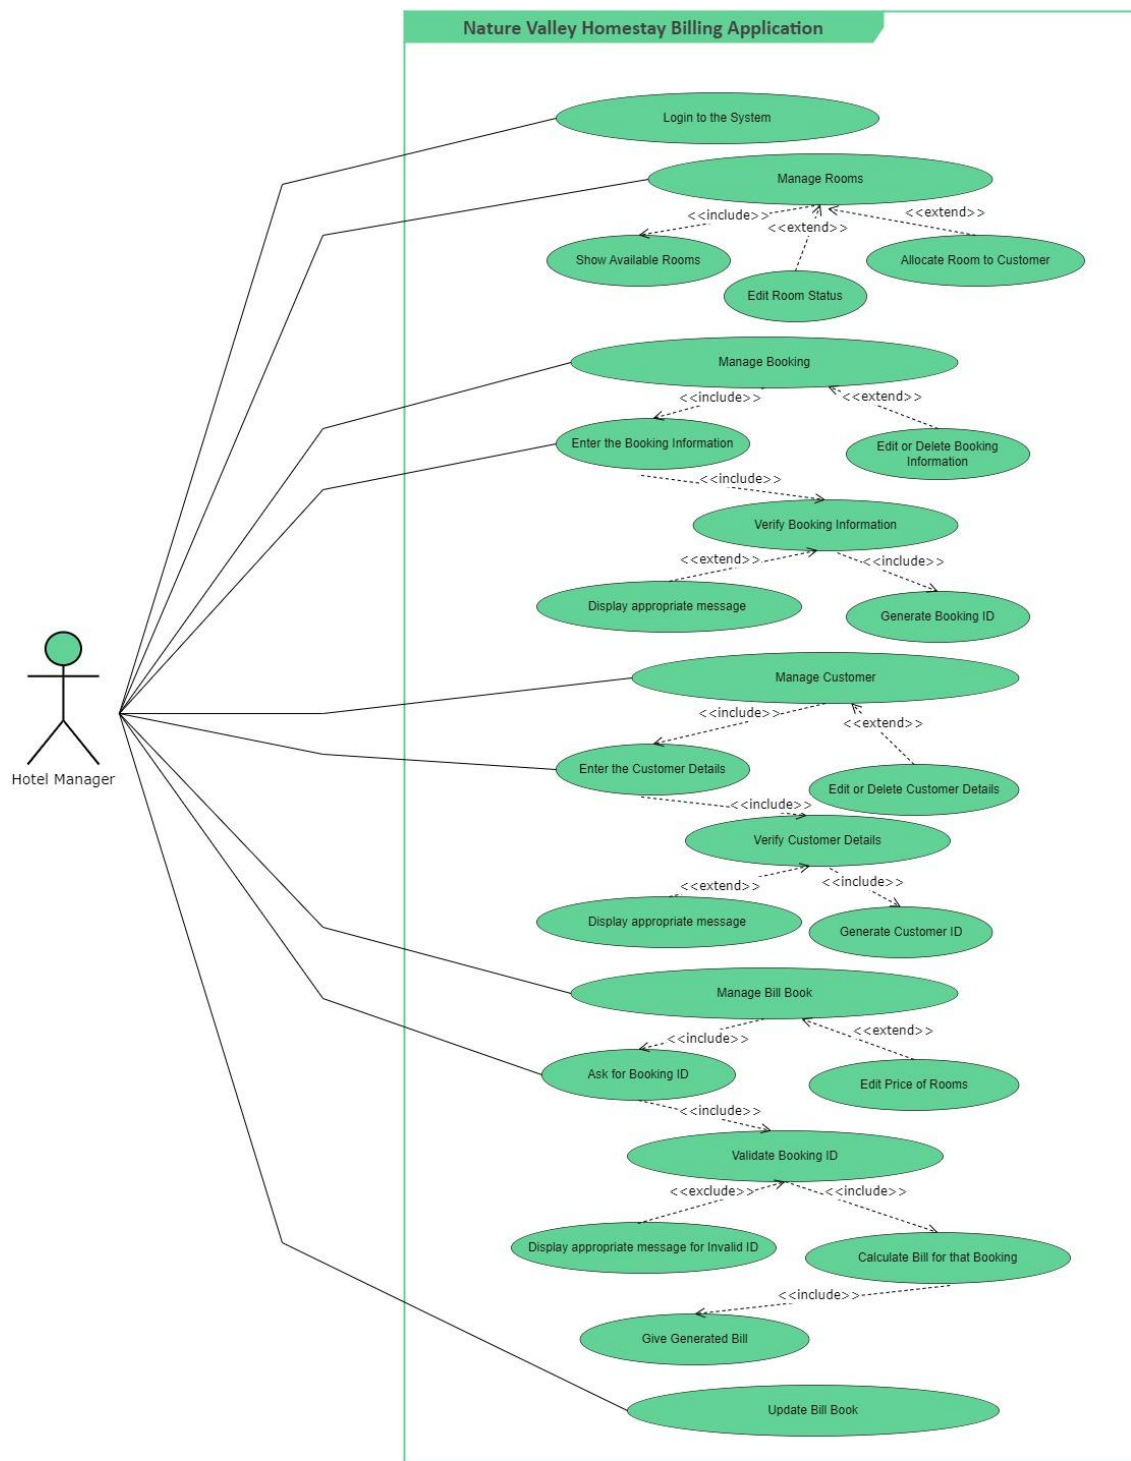 Nature Valley Homestay Billing Application
Login to the System
Manage Rooms
<<include>>
<<extend>>
<<extend>>
Show Available Rooms
Allocate Room to Customer
Edit Room Status
Manage Booking
<<include>>
<<extend>>
Enter the Booking Information
Edit or Delete Booking
Information
<<include>>
Verify Booking Information
<<extend>>
<<include>>
Display appropriate message
Generate Booking ID
Manage Customer
<<include>>
<<extend>>
Hotel Manager
Enter the Customer Details
Edit or Delete Customer Details
<<include>>
Verify Customer Details
<<extend>>
<<include>>
Display appropriate message
Generate Customer ID
Manage Bill Book
<<include>>
<<extend>>
Ask for Booking ID
Edit Price of Rooms
<<include>>
Validate Booking ID
<<exclude>>
<<include>>
Display appropriate message for Invalid ID
Calculate Bill for that Booking
<<include>>
Give Generated Bill
Update Bill Book